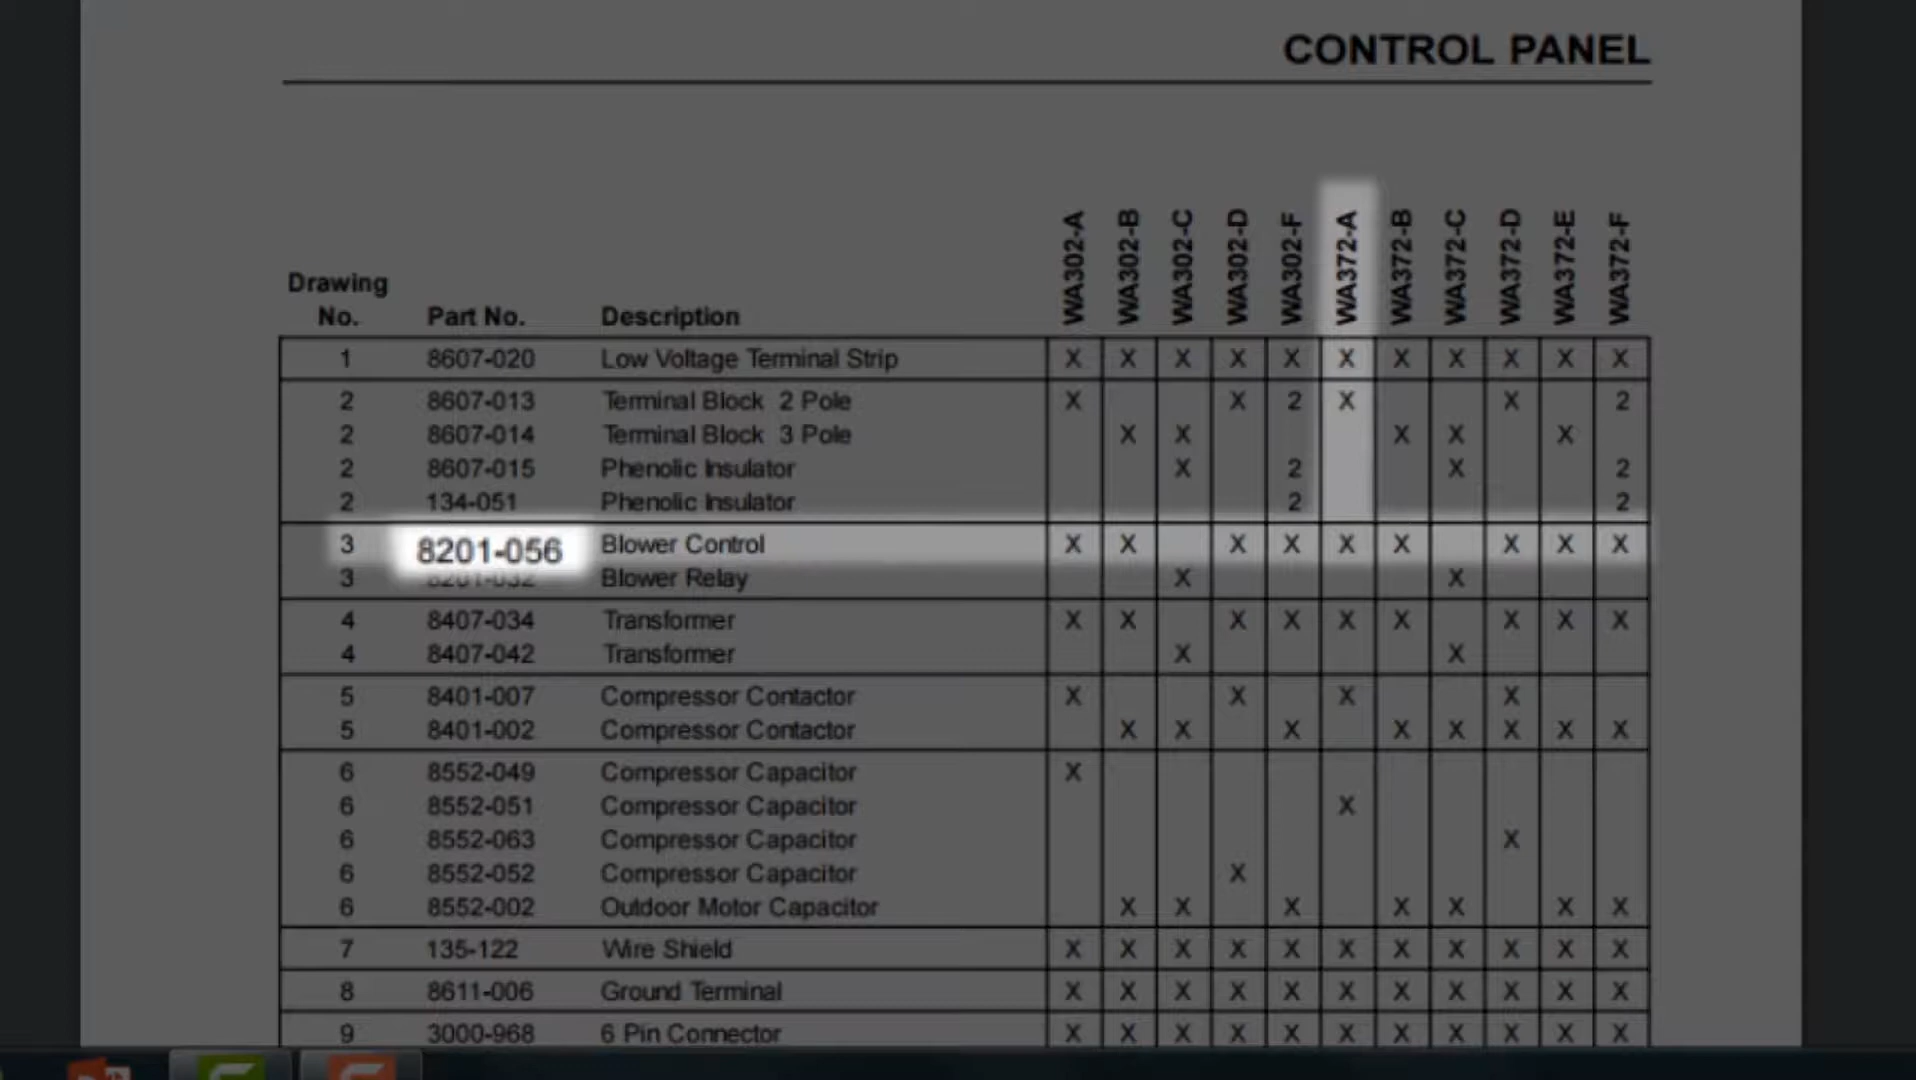 CONTROL PANEL
WA302-A WA302-B WA302-C WA302-D WA302-F WA372-A WA372-B WA372-C WA372-D WA372-E WA372-F
Drawing
No. Part No. Description
1 8607-020 Low Voltage Terminal Strip X X X X X X X X X X X
2 8607-013 Terminal Block 2 Pole X X 2 X X 2
2 8607-014 Terminal Block 3 Pole X X X X X
2 8607-015 Phenolic Insulator X 2 X 2
2 134-051 Phenolic Insulator 2 2
3 8201-056 Blower Control X X X X X X X X X
3 8201-032 Blower Relay X X
4 8407-034 Transformer X X X X X X X X X
4 8407-042 Transformer X X
5 8401-007 Compressor Contactor X X X X
5 8401-002 Compressor Contactor X X X X X X X X
6 8552-049 Compressor Capacitor X
6 8552-051 Compressor Capacitor X
6 8552-063 Compressor Capacitor X
6 8552-052 Compressor Capacitor X
6 8552-002 Outdoor Motor Capacitor X X X X X X X
7 135-122 Wire Shield X X X X X X X X X X X
8 8611-006 Ground Terminal X X X X X X X X X X X
9 3000-968 6 Pin Connector X X X X X X X X X X X